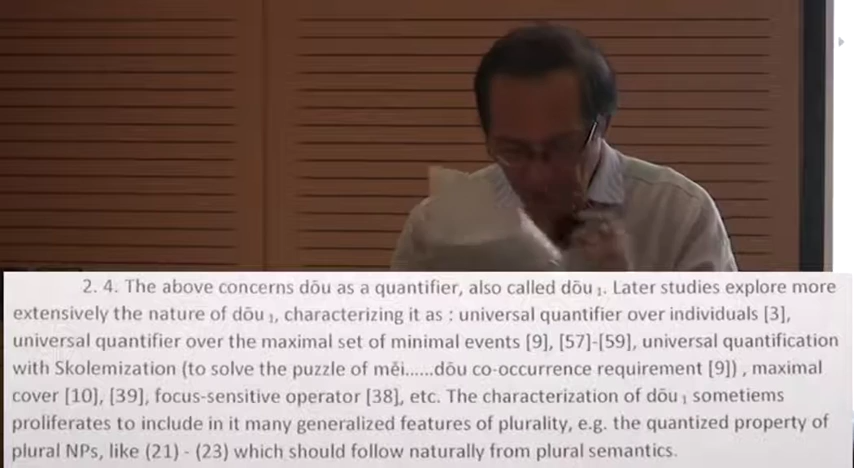 2. 4. The above concerns dōu as a quantifier, also called dōu ₁. Later studies explore more
extensively the nature of dōu ₁, characterizing it as : universal quantifier over individuals [3],
universal quantifier over the maximal set of minimal events [9], [57]-[59], universal quantification
with Skolemization (to solve the puzzle of mĕi......dōu co-occurrence requirement [9]) , maximal
cover [10], [39], focus-sensitive operator [38], etc. The characterization of dōu ₁ sometiems
proliferates to include in it many generalized features of plurality, e.g. the quantized property of
plural NPs, like (21) - (23) which should follow naturally from plural semantics.